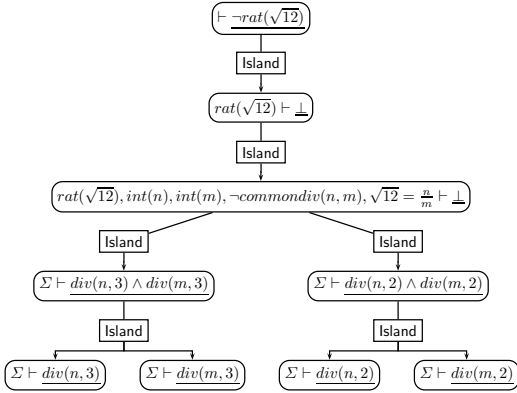 ⊢ ¬rat(√12)
Island
rat(√12) ⊢ ⊥
Island
rat(√12), int(n), int(m), ¬commondiv(n, m), √12 = n/m ⊢ ⊥
Island Island
Σ ⊢ div(n, 3) ∧ div(m, 3) Σ ⊢ div(n, 2) ∧ div(m, 2)
Island Island
Σ ⊢ div(n, 3) Σ ⊢ div(m, 3) Σ ⊢ div(n, 2) Σ ⊢ div(m, 2)